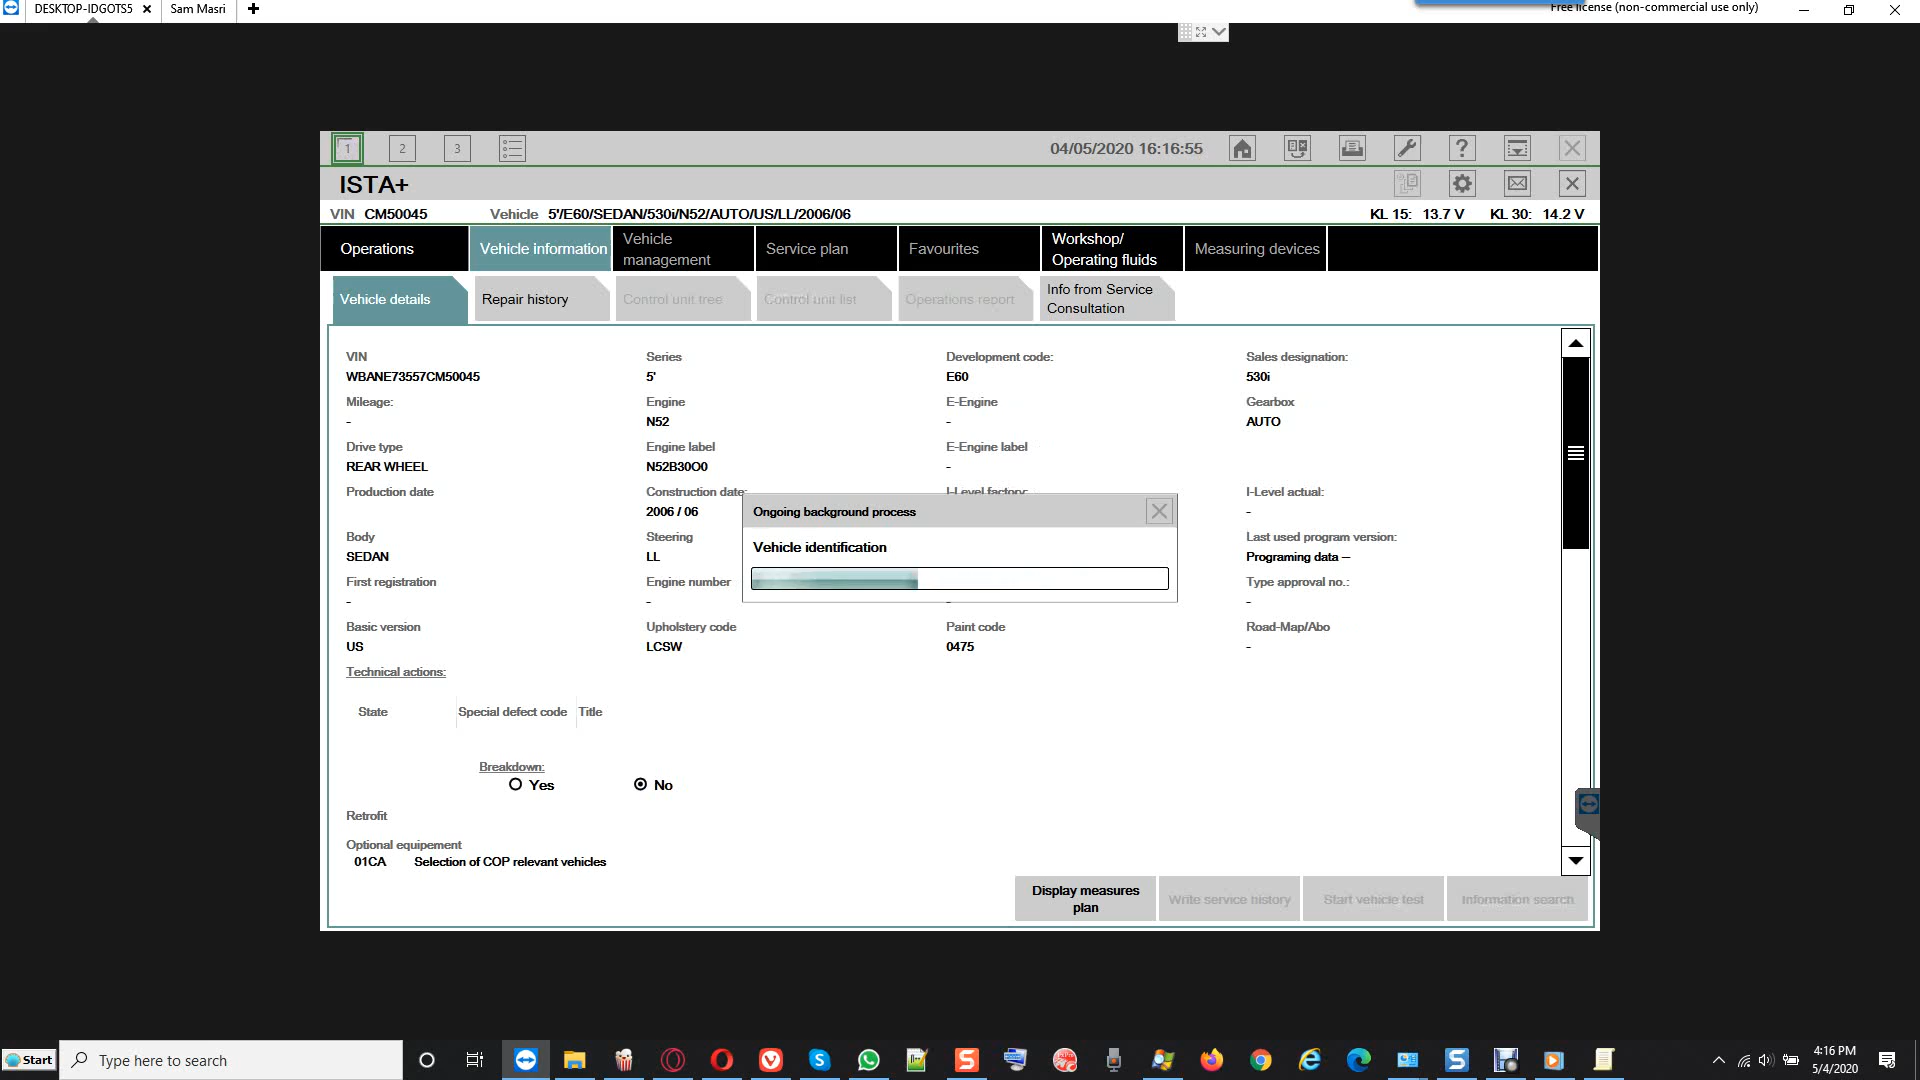 DESKTOP-IDGOTS5
Sam Masri
Free license (non-commercial use only)
1
2
3
04/05/2020 16:16:55
?
ISTA+
VIN CM50045
Vehicle 5'/E60/SEDAN/530i/N52/AUTO/US/LL/2006/06
KL 15: 13.7 V
KL 30: 14.2 V
Operations
Vehicle information
Vehicle
management
Service plan
Favourites
Workshop/
Operating fluids
Measuring devices
Vehicle details
Repair history
Control unit tree
Control unit list
Operations report
Info from Service
Consultation
VIN
Series
Development code:
Sales designation:
WBANE73557CM50045
5'
E60
530i
Mileage:
Engine
E-Engine
Gearbox
-
N52
-
AUTO
Drive type
Engine label
E-Engine label
REAR WHEEL
N52B30O0
-
Production date
Construction date:
I-Level factory:
I-Level actual:
2006 / 06
-
Body
Steering
Last used program version:
SEDAN
LL
Programing data --
First registration
Engine number
Type approval no.:
-
-
-
-
Basic version
Upholstery code
Paint code
Road-Map/Abo
US
LCSW
0475
-
Ongoing background process
Vehicle identification
Technical actions:
State
Special defect code
Title
Breakdown:
Yes
No
Retrofit
Optional equipement
01CA Selection of COP relevant vehicles
Display measures
plan
Write service history
Start vehicle test
Information search
Start
Type here to search
4:16 PM
5/4/2020